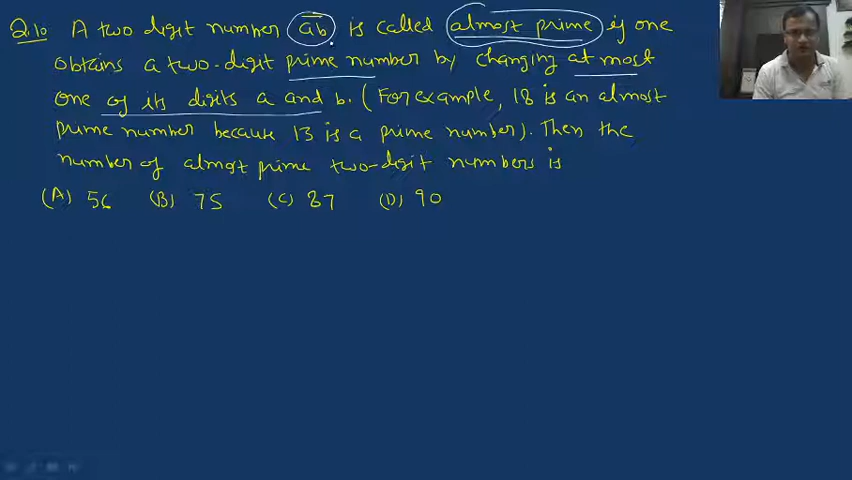 Q.10 A two digit number ab is called almost prime if one
obtains a two-digit prime number by changing at most
one of its digits a and b. (For example, 18 is an almost
prime number because 13 is a prime number). Then the
number of almost prime two-digit numbers is
(A) 56 (B) 75 (C) 87 (D) 90